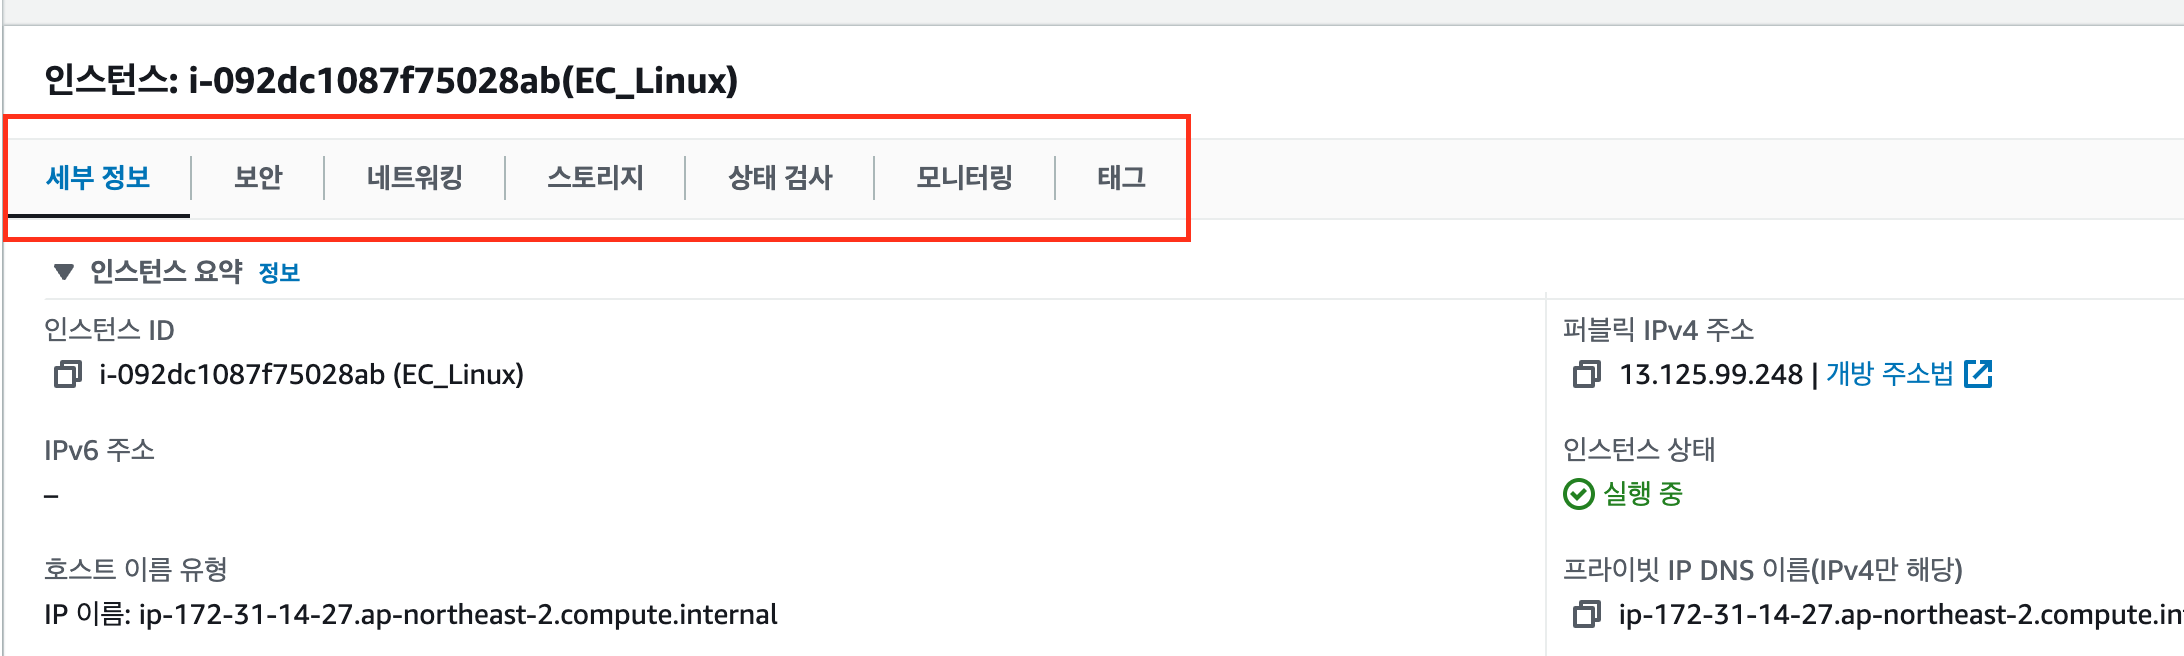 인스턴스: i-092dc1087f75028ab(EC_Linux)
세부 정보 보안 네트워킹 스토리지 상태 검사 모니터링 태그
▼ 인스턴스 요약 정보
인스턴스 ID
i-092dc1087f75028ab (EC_Linux)
퍼블릭 IPv4 주소
13.125.99.248 | 개방 주소법
IPv6 주소
–
인스턴스 상태
실행 중
호스트 이름 유형
IP 이름: ip-172-31-14-27.ap-northeast-2.compute.internal
프라이빗 IP DNS 이름(IPv4만 해당)
ip-172-31-14-27.ap-northeast-2.compute.in